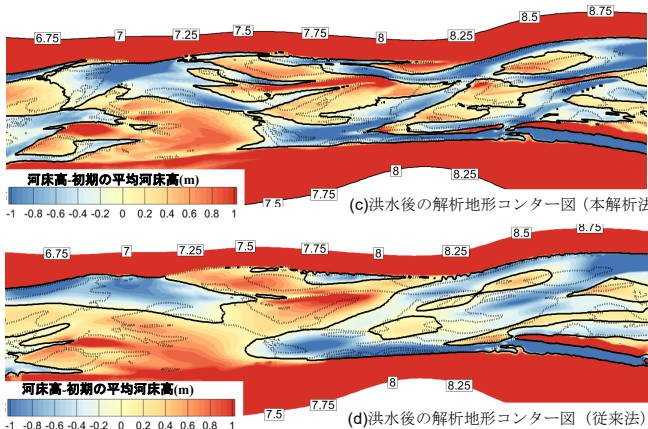 6.75 7 7.25 7.5 7.75 8 8.25 8.5 8.75
河床高-初期の平均河床高(m)
-1 -0.8 -0.6 -0.4 -0.2 0 0.2 0.4 0.6 0.8 1
7.5 7.75 8 8.25
(c)洪水後の解析地形コンター図（本解析法
6.75 7 7.25 7.5 7.75 8 8.25 8.5 8.75
河床高-初期の平均河床高(m)
-1 -0.8 -0.6 -0.4 -0.2 0 0.2 0.4 0.6 0.8 1
7.5 7.75 8 8.25
(d)洪水後の解析地形コンター図（従来法）